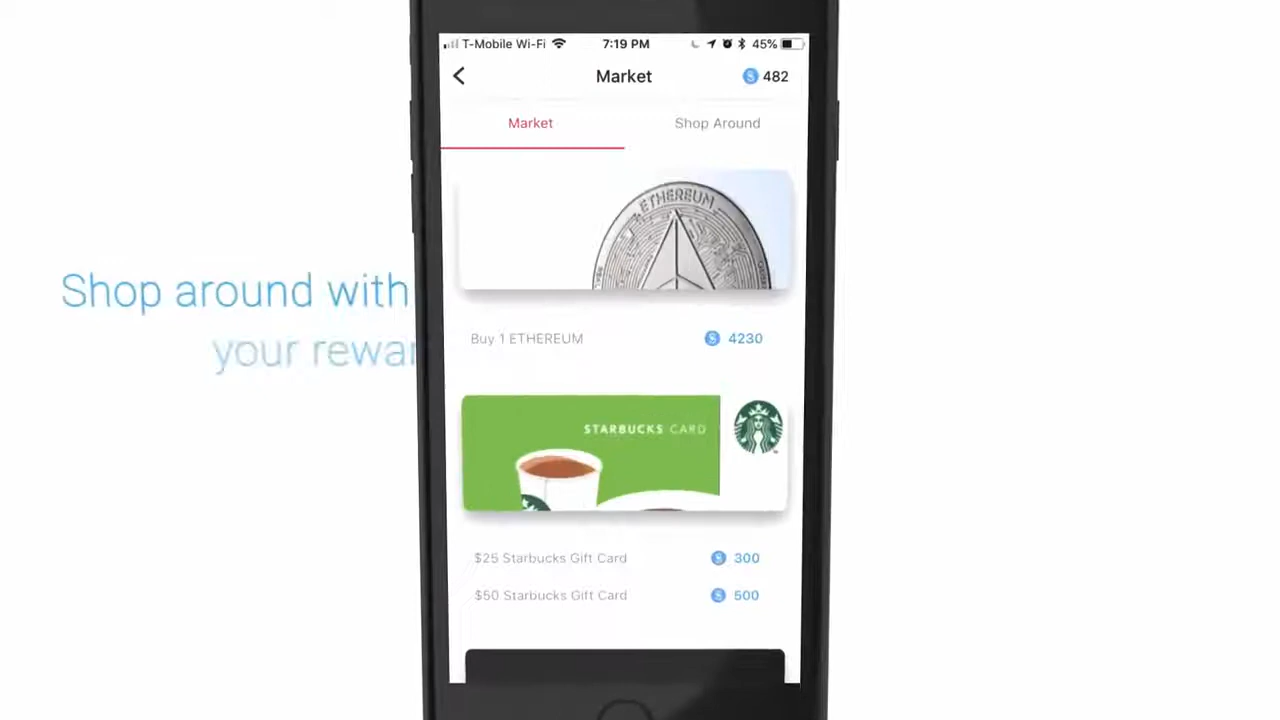 T-Mobile Wi-Fi 7:19 PM 45%
Market 482
Market Shop Around
ETHEREUM
Shop around with
your rewar
Buy 1 ETHEREUM 4230
STARBUCKS CARD
$25 Starbucks Gift Card 300
$50 Starbucks Gift Card 500